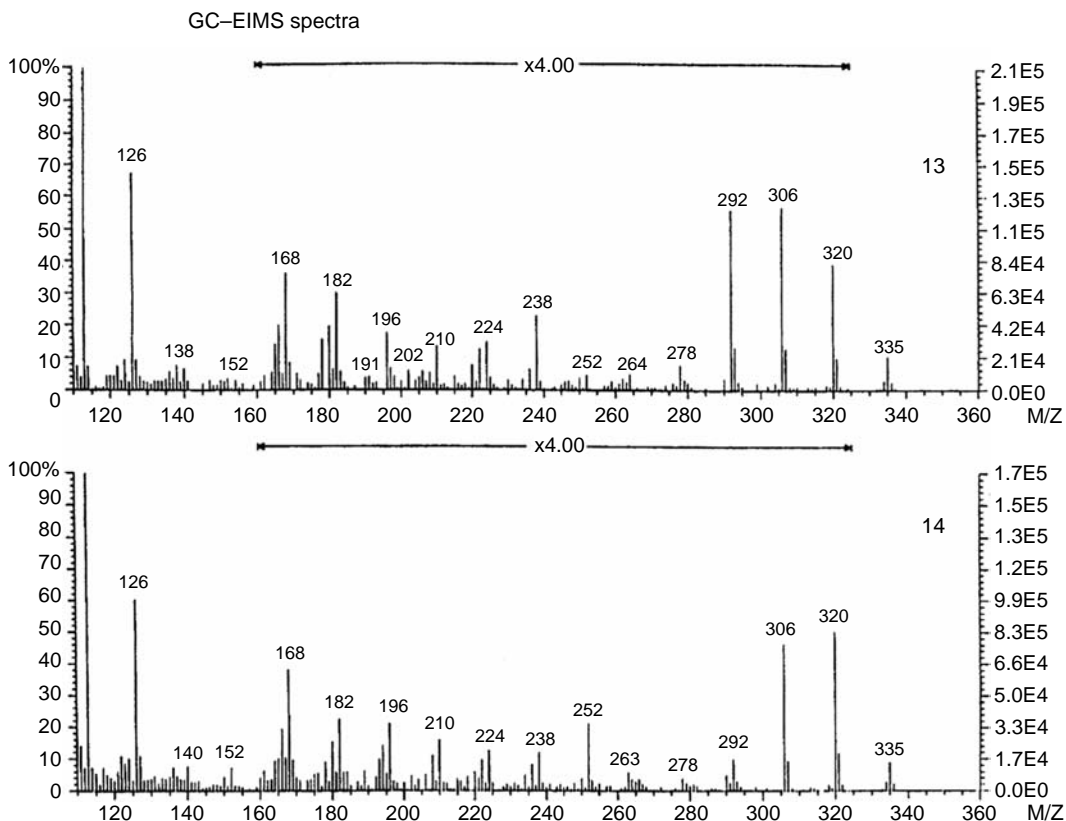 GC–EIMS spectra
x4.00
100%
90
80
70
60
50
40
30
20
10
0
2.1E5
1.9E5
1.7E5
1.5E5
1.3E5
1.1E5
8.4E4
6.3E4
4.2E4
2.1E4
0.0E0
13
126
138
152
168
182
191
196
202
210
224
238
252
264
278
292
306
320
335
120 140 160 180 200 220 240 260 280 300 320 340 360
M/Z
x4.00
100%
90
80
70
60
50
40
30
20
10
0
1.7E5
1.5E5
1.3E5
1.2E5
9.9E5
8.3E5
6.6E4
5.0E4
3.3E4
1.7E4
0.0E0
14
126
140
152
168
182
196
210
224
238
252
263
278
292
306
320
335
120 140 160 180 200 220 240 260 280 300 320 340 360
M/Z